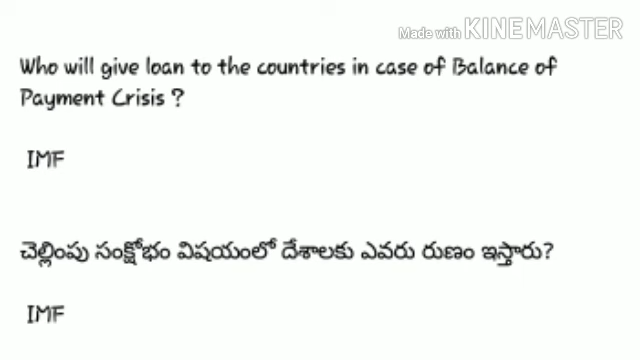 Made with KINEMASTER
Who will give loan to the countries in case of Balance of
Payment Crisis ?
IMF
చెల్లింపు సంక్షోభం విషయంలో దేశాలకు ఎవరు రుణం ఇస్తారు?
IMF